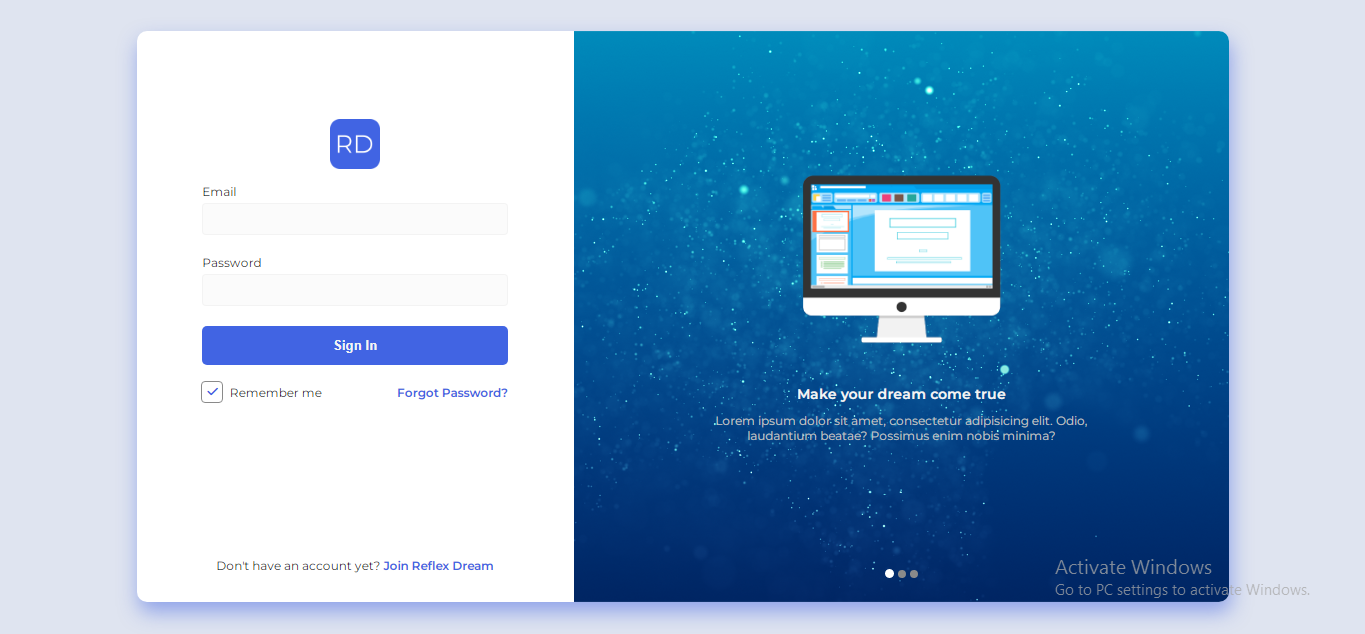 RD
Email
Password
Sign In
Remember me
Forgot Password?
Don't have an account yet? Join Reflex Dream
Make your dream come true
Lorem ipsum dolor sit amet, consectetur adipisicing elit. Odio,
laudantium beatae? Possimus enim nobis minima?
Activate Windows
Go to PC settings to activate Windows.